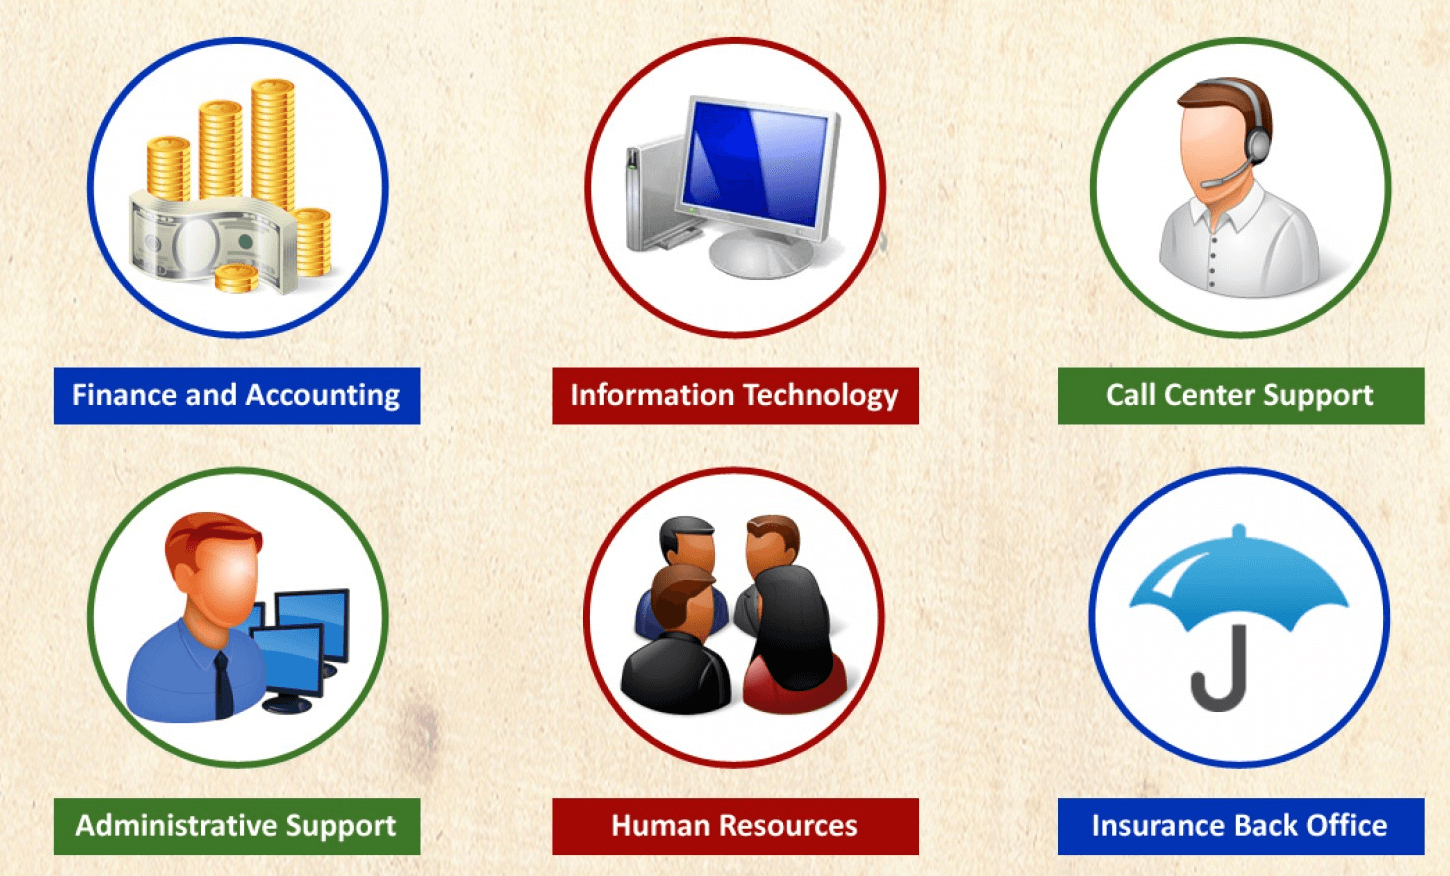 Finance and Accounting
Information Technology
Call Center Support
Administrative Support
Human Resources
Insurance Back Office